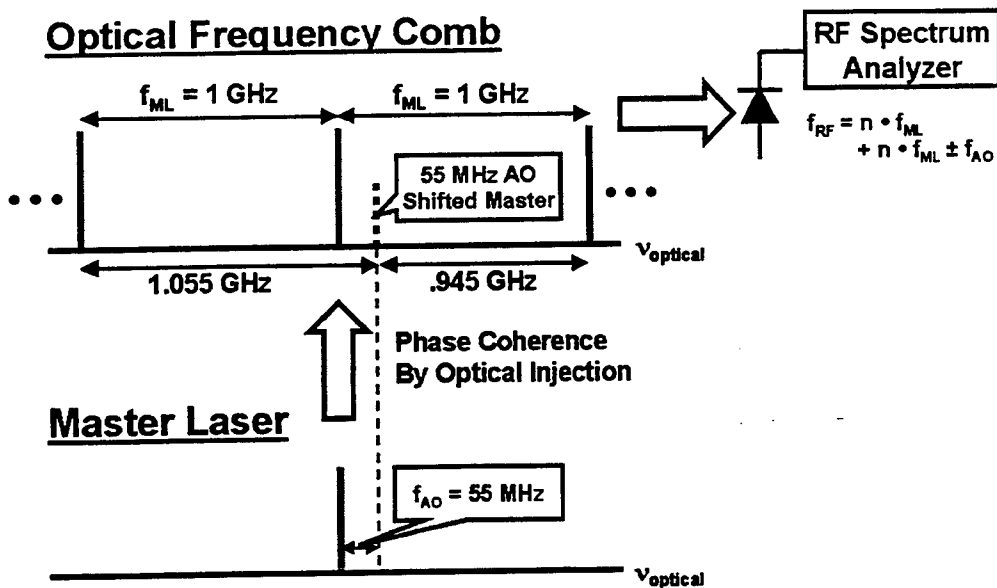 Optical Frequency Comb
RF Spectrum
Analyzer
f_ML = 1 GHz
f_ML = 1 GHz
f_RF = n • f_ML
+ n • f_ML ± f_AO
55 MHz AO
Shifted Master
ν_optical
1.055 GHz
.945 GHz
Phase Coherence
By Optical Injection
Master Laser
f_AO = 55 MHz
ν_optical